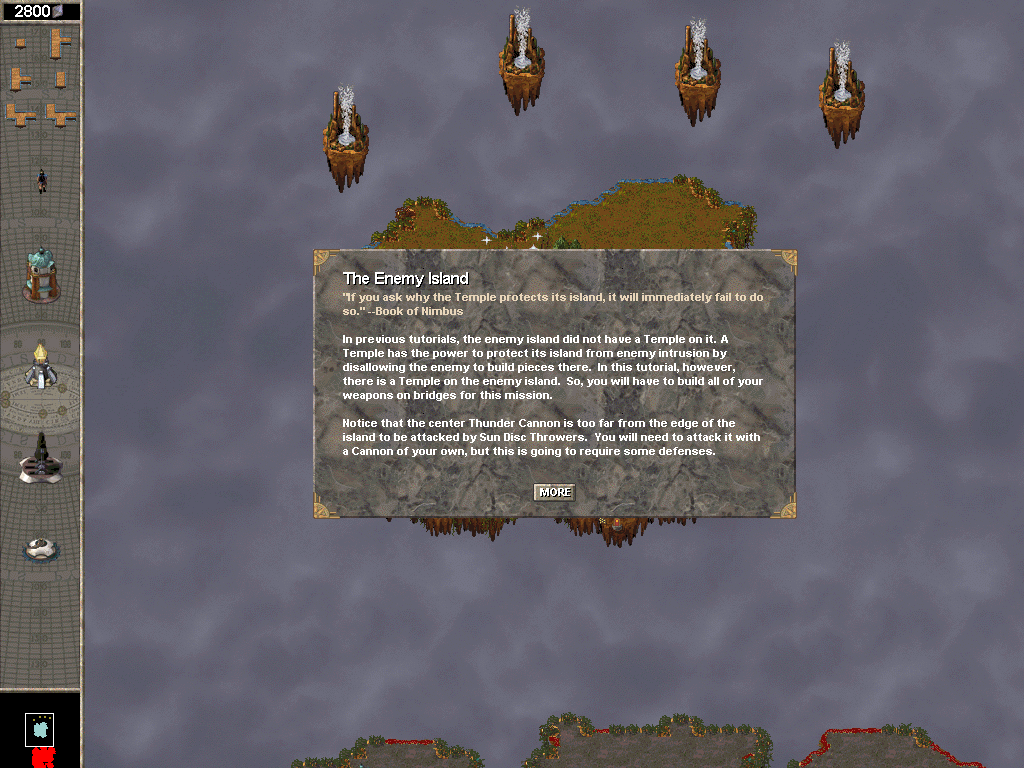 2800
The Enemy Island
"If you ask why the Temple protects its island, it will immediately fail to do
so." --Book of Nimbus
In previous tutorials, the enemy island did not have a Temple on it. A
Temple has the power to protect its island from enemy intrusion by
disallowing the enemy to build pieces there. In this tutorial, however,
there is a Temple on the enemy island. So, you will have to build all of your
weapons on bridges for this mission.
Notice that the center Thunder Cannon is too far from the edge of the
island to be attacked by Sun Disc Throwers. You will need to attack it with
a Cannon of your own, but this is going to require some defenses.
MORE